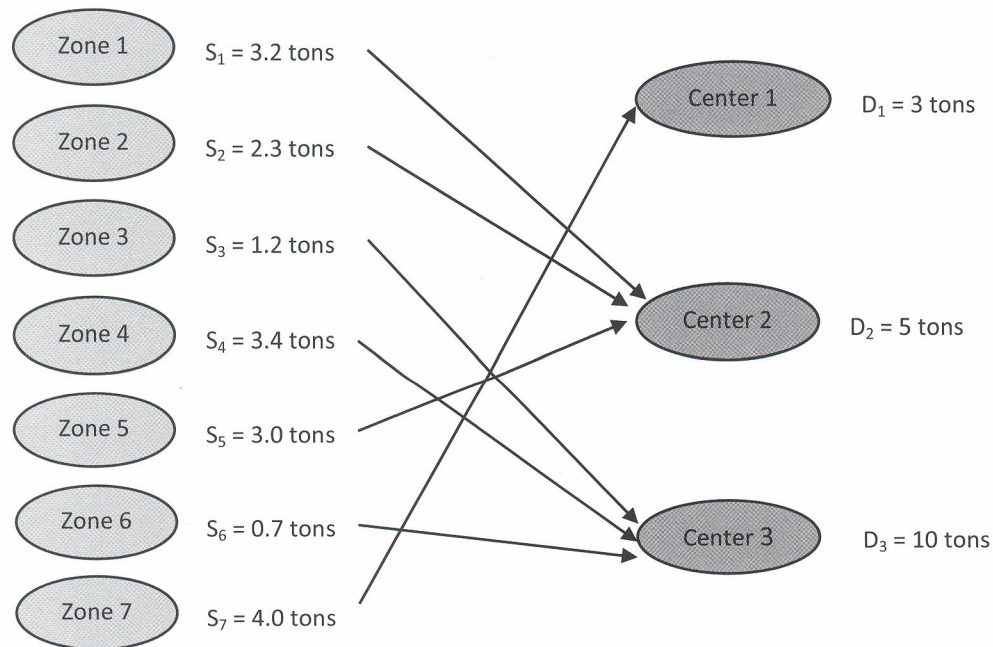 Zone 1
S₁ = 3.2 tons
Zone 2
S₂ = 2.3 tons
Zone 3
S₃ = 1.2 tons
Zone 4
S₄ = 3.4 tons
Zone 5
S₅ = 3.0 tons
Zone 6
S₆ = 0.7 tons
Zone 7
S₇ = 4.0 tons
Center 1
D₁ = 3 tons
Center 2
D₂ = 5 tons
Center 3
D₃ = 10 tons